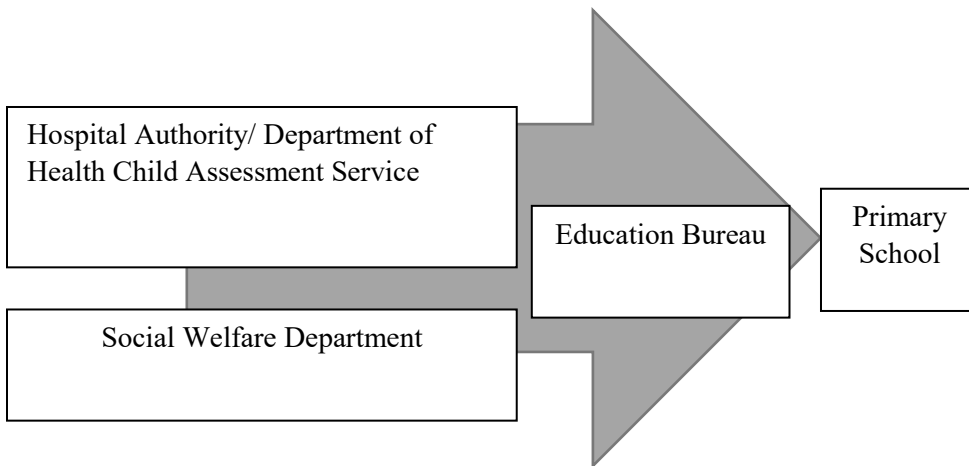 Hospital Authority/ Department of
Health Child Assessment Service
Education Bureau
Primary
School
Social Welfare Department